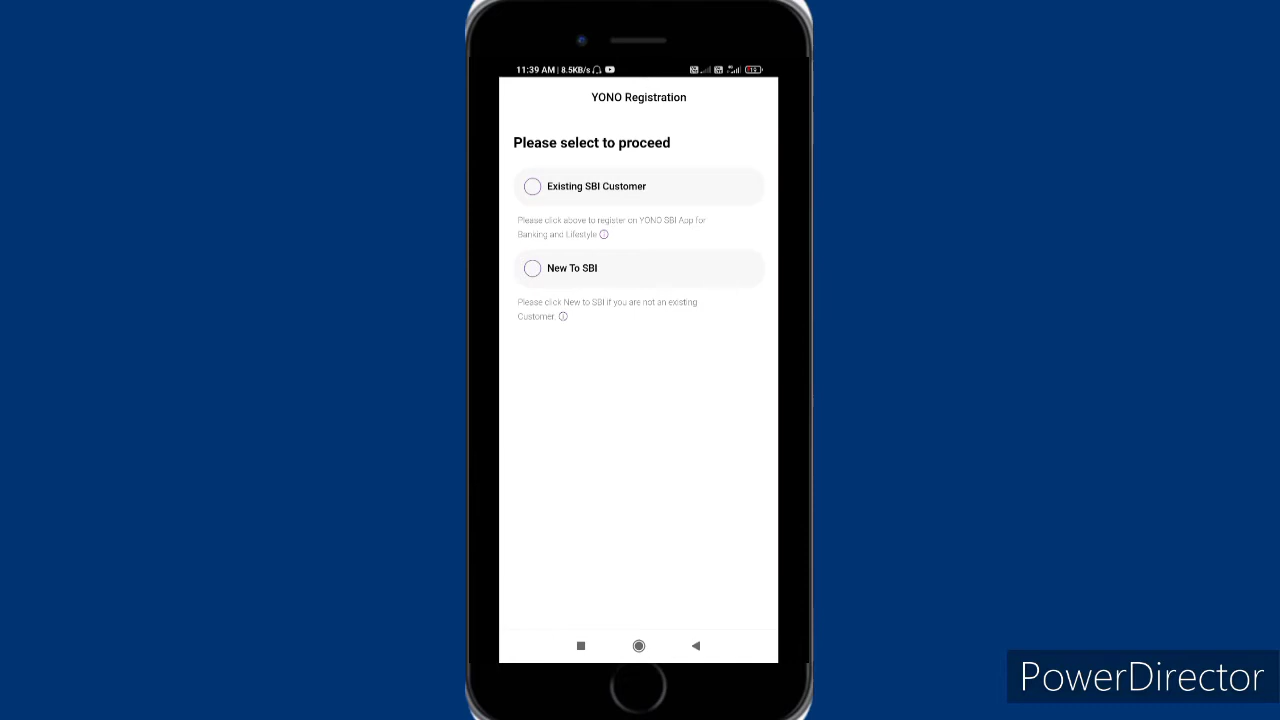 11:39 AM | 8.5KB/s
YONO Registration
Please select to proceed
Existing SBI Customer
Please click above to register on YONO SBI App for
Banking and Lifestyle
New To SBI
Please click New to SBI if you are not an existing
Customer.
PowerDirector